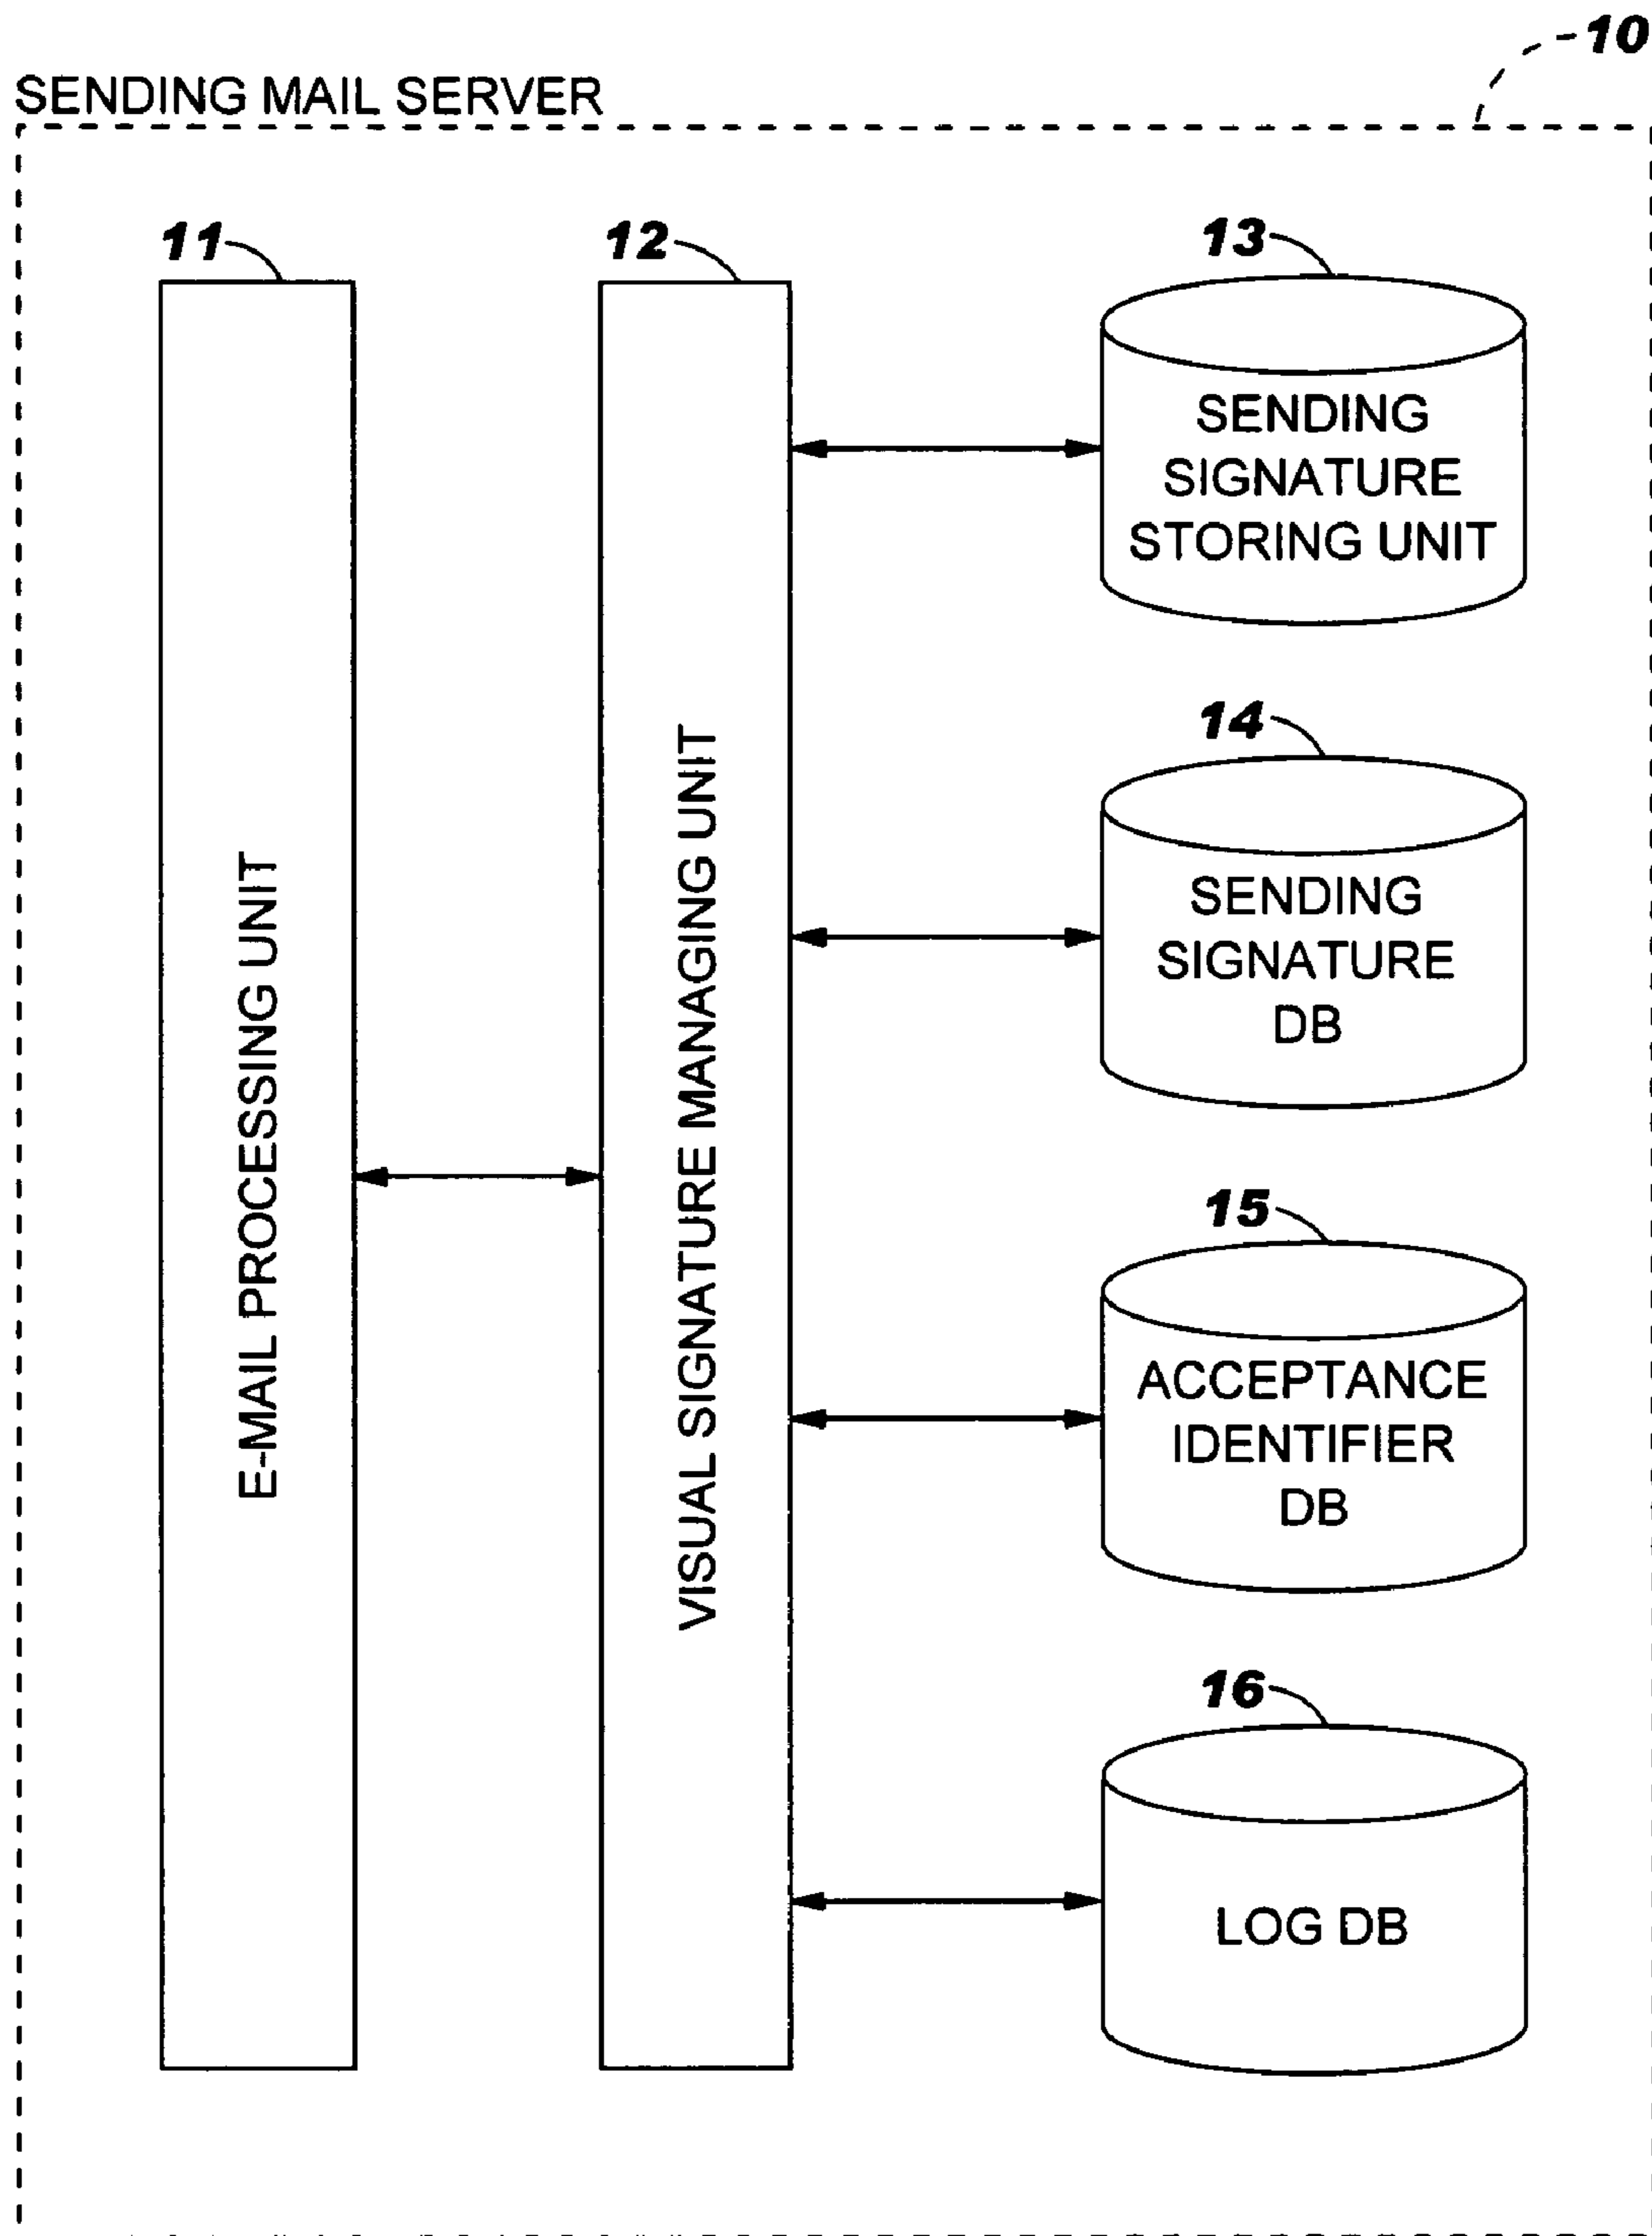 10
SENDING MAIL SERVER
11
12
13
SENDING
SIGNATURE
STORING UNIT
14
SENDING
SIGNATURE
DB
E-MAIL PROCESSING UNIT
VISUAL SIGNATURE MANAGING UNIT
15
ACCEPTANCE
IDENTIFIER
DB
16
LOG DB